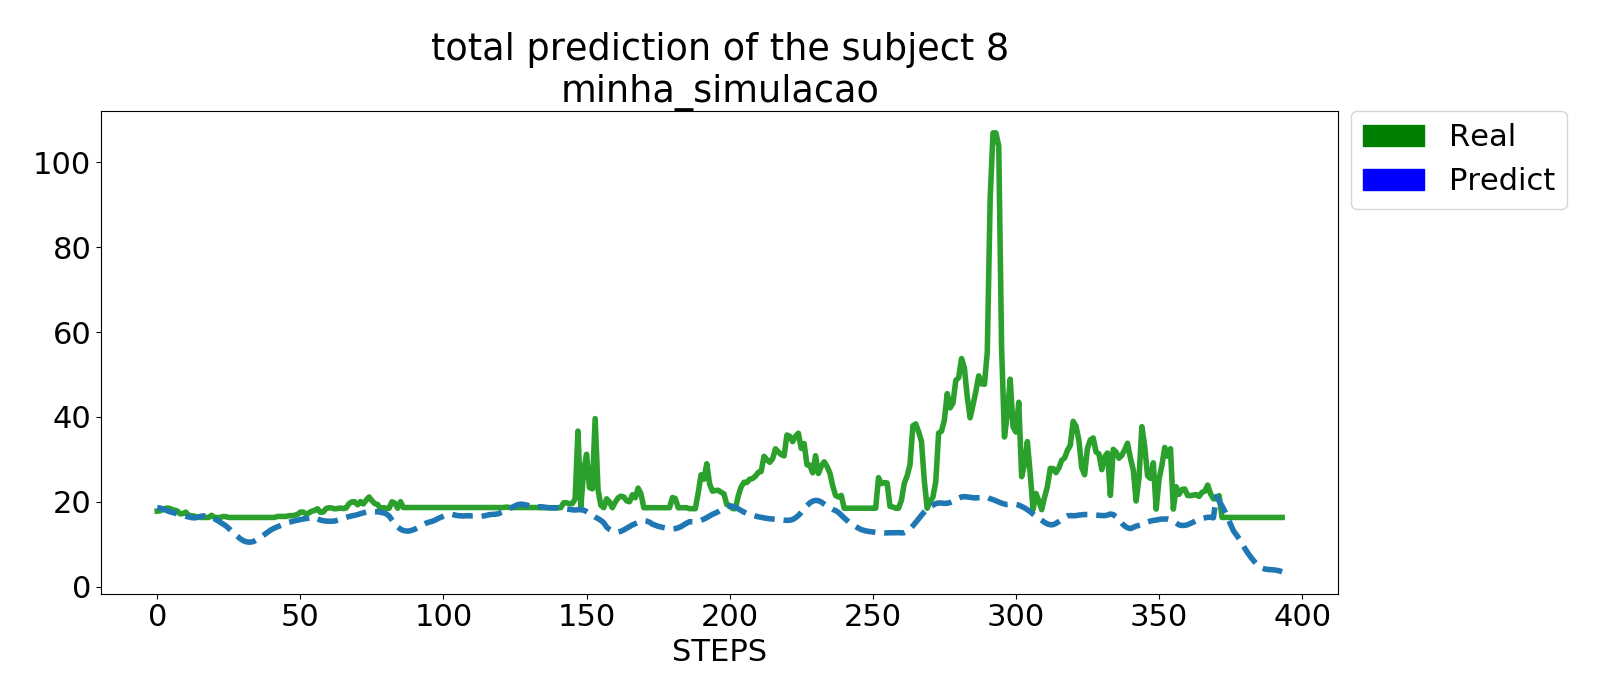 total prediction of the subject 8
minha_simulacao
Real
Predict
100
80
60
40
20
0
0 50 100 150 200 250 300 350 400
STEPS